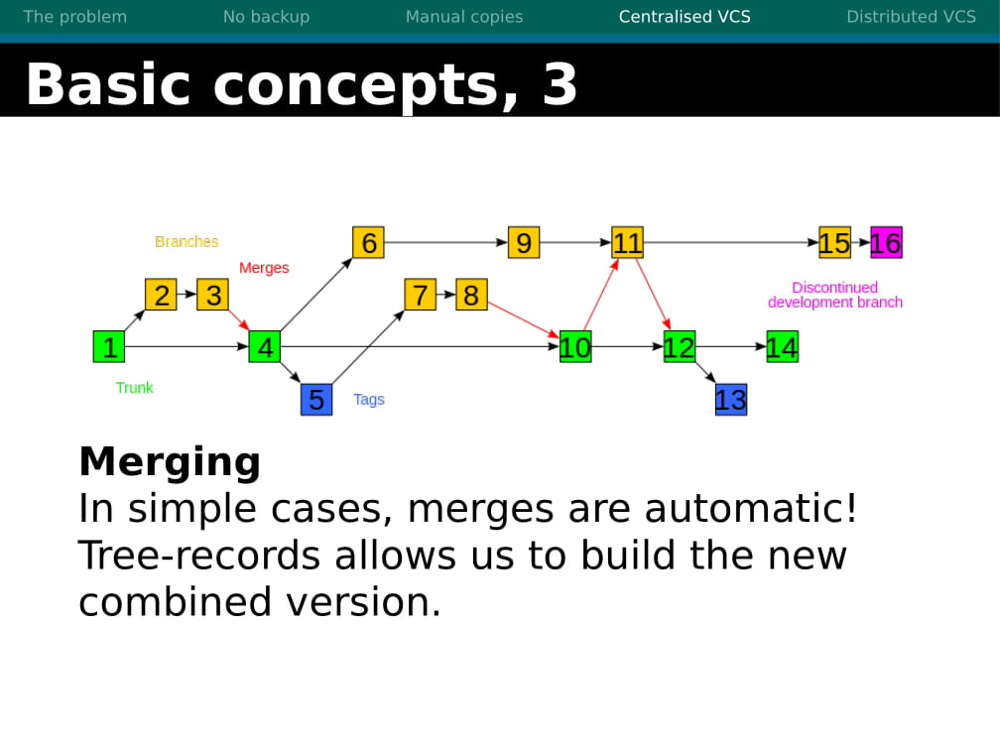 The problem No backup Manual copies Centralised VCS Distributed VCS
Basic concepts, 3
Branches
Merges
6 9 11 15 16
2 3 7 8
Discontinued
development branch
1 4 10 12 14
Trunk
5 Tags 13
Merging
In simple cases, merges are automatic!
Tree-records allows us to build the new
combined version.